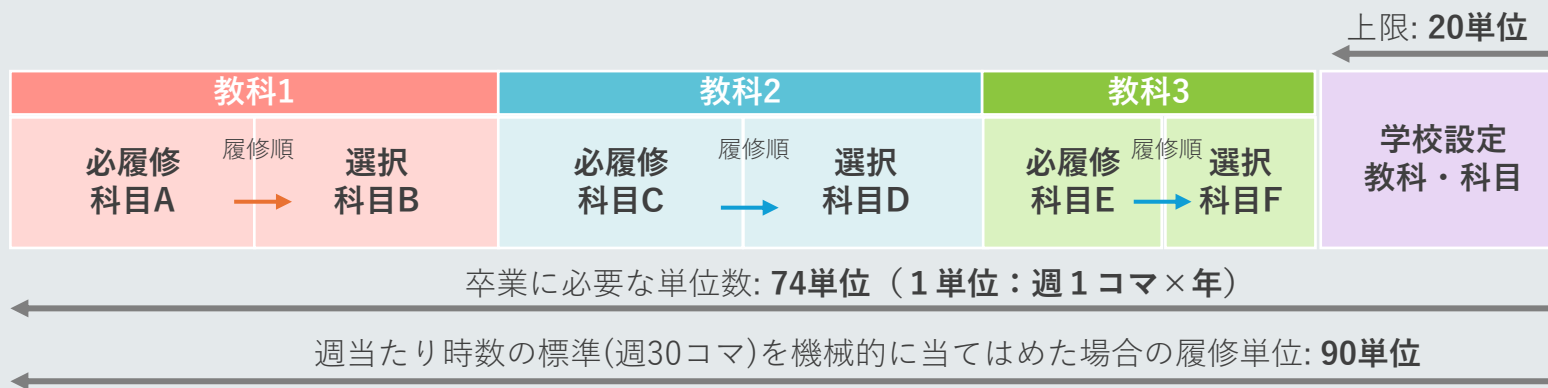 上限: 20単位
教科1
教科2
教科3
必履修
科目A
履修順
選択
科目B
必履修
科目C
履修順
選択
科目D
必履修
科目E
履修順
選択
科目F
学校設定
教科・科目
卒業に必要な単位数: 74単位（１単位：週１コマ×年）
週当たり時数の標準(週30コマ)を機械的に当てはめた場合の履修単位: 90単位